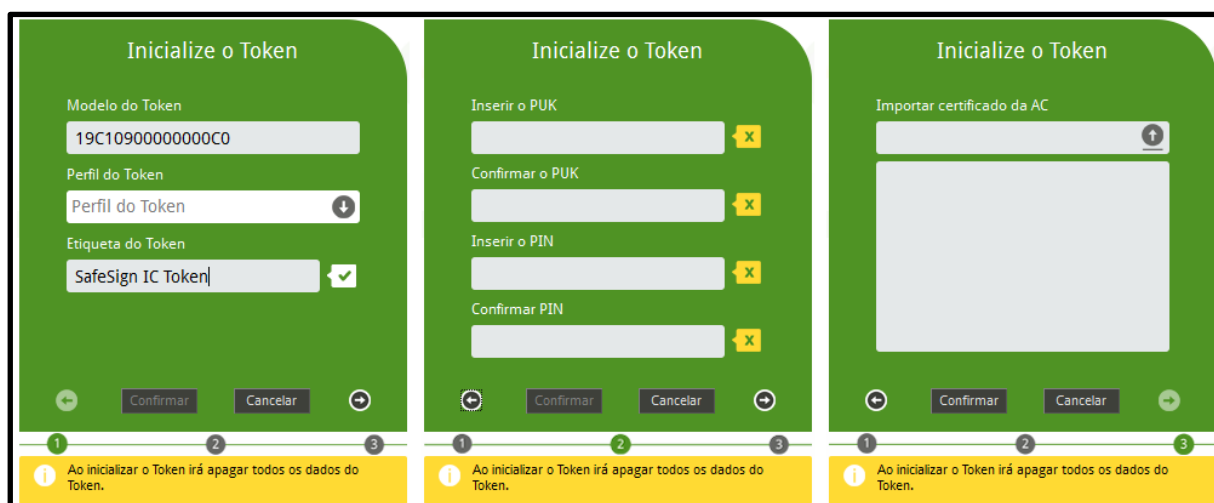 Inicialize o Token
Modelo do Token
19C10900000000C0
Perfil do Token
Perfil do Token
Etiqueta do Token
SafeSign IC Token
Confirmar
Cancelar
1
2
3
Ao inicializar o Token irá apagar todos os dados do
Token.
Inicialize o Token
Inserir o PUK
X
Confirmar o PUK
X
Inserir o PIN
X
Confirmar PIN
X
Confirmar
Cancelar
1
2
3
Ao inicializar o Token irá apagar todos os dados do
Token.
Inicialize o Token
Importar certificado da AC
Confirmar
Cancelar
1
2
3
Ao inicializar o Token irá apagar todos os dados do
Token.